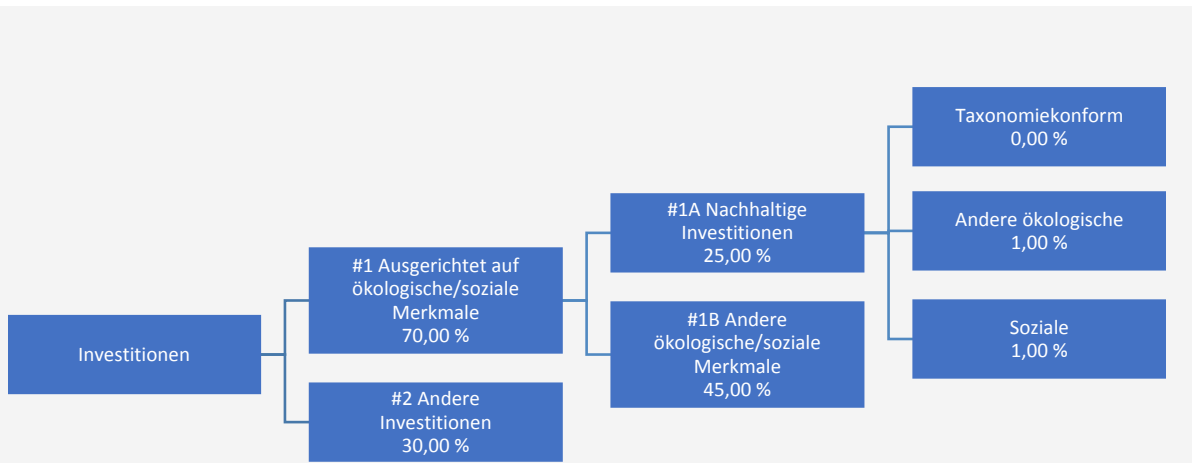 Investitionen
#1 Ausgerichtet auf
ökologische/soziale
Merkmale
70,00 %
#2 Andere
Investitionen
30,00 %
#1A Nachhaltige
Investitionen
25,00 %
#1B Andere
ökologische/soziale
Merkmale
45,00 %
Taxonomiekonform
0,00 %
Andere ökologische
1,00 %
Soziale
1,00 %